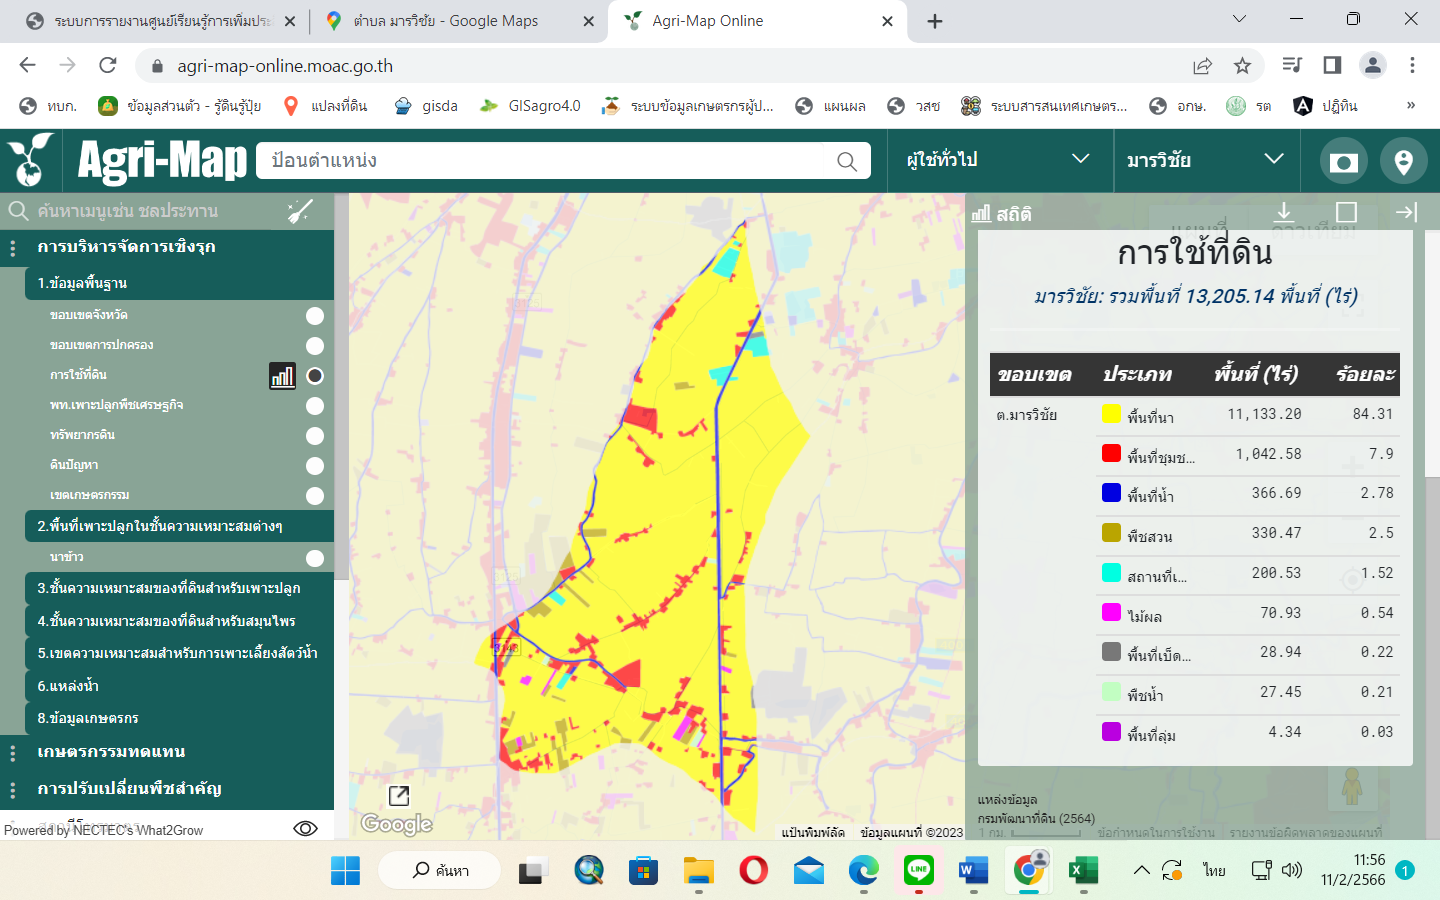 ระบบการรายงานศูนย์เรียนรู้การเพิ่มประ
ตำบล มารวิชัย - Google Maps
Agri-Map Online
agri-map-online.moac.go.th
ทบก.
ข้อมูลส่วนตัว - รู้ดินรู้ปุ๋ย
แปลงที่ดิน
gisda
GISagro4.0
ระบบข้อมูลเกษตรกรผู้ป...
แผนผล
วสช
ระบบสารสนเทศเกษตร...
อกษ.
รต
ปฏิทิน
»
Agri-Map
ป้อนตำแหน่ง
ผู้ใช้ทั่วไป
มารวิชัย
ค้นหาเมนูเช่น ชลประทาน
การบริหารจัดการเชิงรุก
1.ข้อมูลพื้นฐาน
ขอบเขตจังหวัด
ขอบเขตการปกครอง
การใช้ที่ดิน
พท.เพาะปลูกพืชเศรษฐกิจ
ทรัพยากรดิน
ดินปัญหา
เขตเกษตรกรรม
2.พื้นที่เพาะปลูกในชั้นความเหมาะสมต่างๆ
นาข้าว
3.ชั้นความเหมาะสมของที่ดินสำหรับเพาะปลูก
4.ชั้นความเหมาะสมของที่ดินสำหรับสมุนไพร
5.เขตความเหมาะสมสำหรับการเพาะเลี้ยงสัตว์น้ำ
6.แหล่งน้ำ
8.ข้อมูลเกษตรกร
เกษตรกรรมทดแทน
การปรับเปลี่ยนพืชสำคัญ
Powered by NECTEC's What2Grow
Google
แป้นพิมพ์ลัด
ข้อมูลแผนที่ ©2023
สถิติ
แผนที่
ดาวเทียม
การใช้ที่ดิน
มารวิชัย: รวมพื้นที่ 13,205.14 พื้นที่ (ไร่)
ขอบเขต ประเภท พื้นที่ (ไร่) ร้อยละ
ต.มารวิชัย พื้นที่นา 11,133.20 84.31
พื้นที่ชุมช... 1,042.58 7.9
พื้นที่น้ำ 366.69 2.78
พืชสวน 330.47 2.5
สถานที่เ... 200.53 1.52
ไม้ผล 70.93 0.54
พื้นที่เบ็ด... 28.94 0.22
พืชน้ำ 27.45 0.21
พื้นที่ลุ่ม 4.34 0.03
แหล่งข้อมูล
กรมพัฒนาที่ดิน (2564)
1 กม.
ข้อกำหนดในการใช้งาน
รายงานข้อผิดพลาดของแผนที่
ค้นหา
LINE
ไทย
11:56
11/2/2566
1